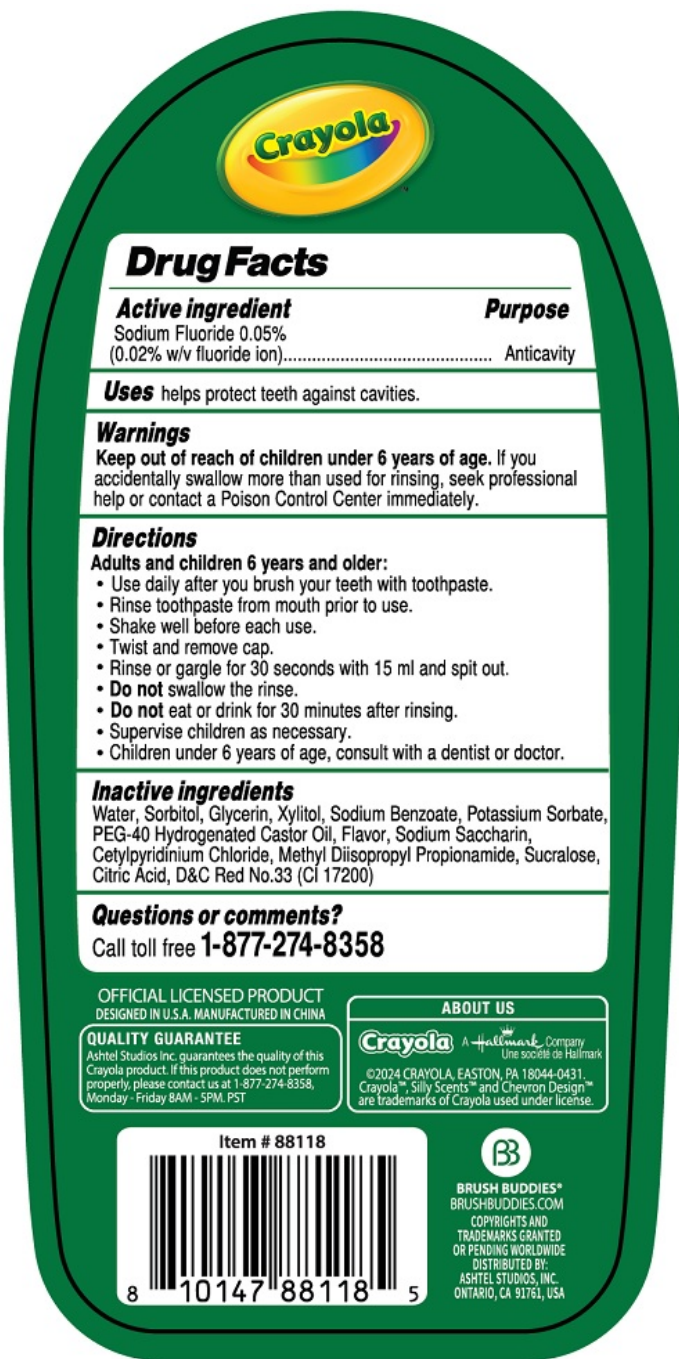 Crayola™
Drug Facts
Active ingredient Purpose
Sodium Fluoride 0.05%
(0.02% w/v fluoride ion)............................................ Anticavity
Uses helps protect teeth against cavities.
Warnings
Keep out of reach of children under 6 years of age. If you
accidentally swallow more than used for rinsing, seek professional
help or contact a Poison Control Center immediately.
Directions
Adults and children 6 years and older:
• Use daily after you brush your teeth with toothpaste.
• Rinse toothpaste from mouth prior to use.
• Shake well before each use.
• Twist and remove cap.
• Rinse or gargle for 30 seconds with 15 ml and spit out.
• Do not swallow the rinse.
• Do not eat or drink for 30 minutes after rinsing.
• Supervise children as necessary.
• Children under 6 years of age, consult with a dentist or doctor.
Inactive ingredients
Water, Sorbitol, Glycerin, Xylitol, Sodium Benzoate, Potassium Sorbate,
PEG-40 Hydrogenated Castor Oil, Flavor, Sodium Saccharin,
Cetylpyridinium Chloride, Methyl Diisopropyl Propionamide, Sucralose,
Citric Acid, D&C Red No.33 (CI 17200)
Questions or comments?
Call toll free 1-877-274-8358
OFFICIAL LICENSED PRODUCT
DESIGNED IN U.S.A. MANUFACTURED IN CHINA
QUALITY GUARANTEE
Ashtel Studios Inc. guarantees the quality of this
Crayola product. If this product does not perform
properly, please contact us at 1-877-274-8358,
Monday - Friday 8AM - 5PM. PST
ABOUT US
Crayola A Hallmark Company
Une société de Hallmark
©2024 CRAYOLA, EASTON, PA 18044-0431.
Crayola™, Silly Scents™ and Chevron Design™
are trademarks of Crayola used under license.
Item # 88118
8 10147 88118 5
BB
BRUSH BUDDIES®
BRUSHBUDDIES.COM
COPYRIGHTS AND
TRADEMARKS GRANTED
OR PENDING WORLDWIDE
DISTRIBUTED BY:
ASHTEL STUDIOS, INC.
ONTARIO, CA 91761, USA